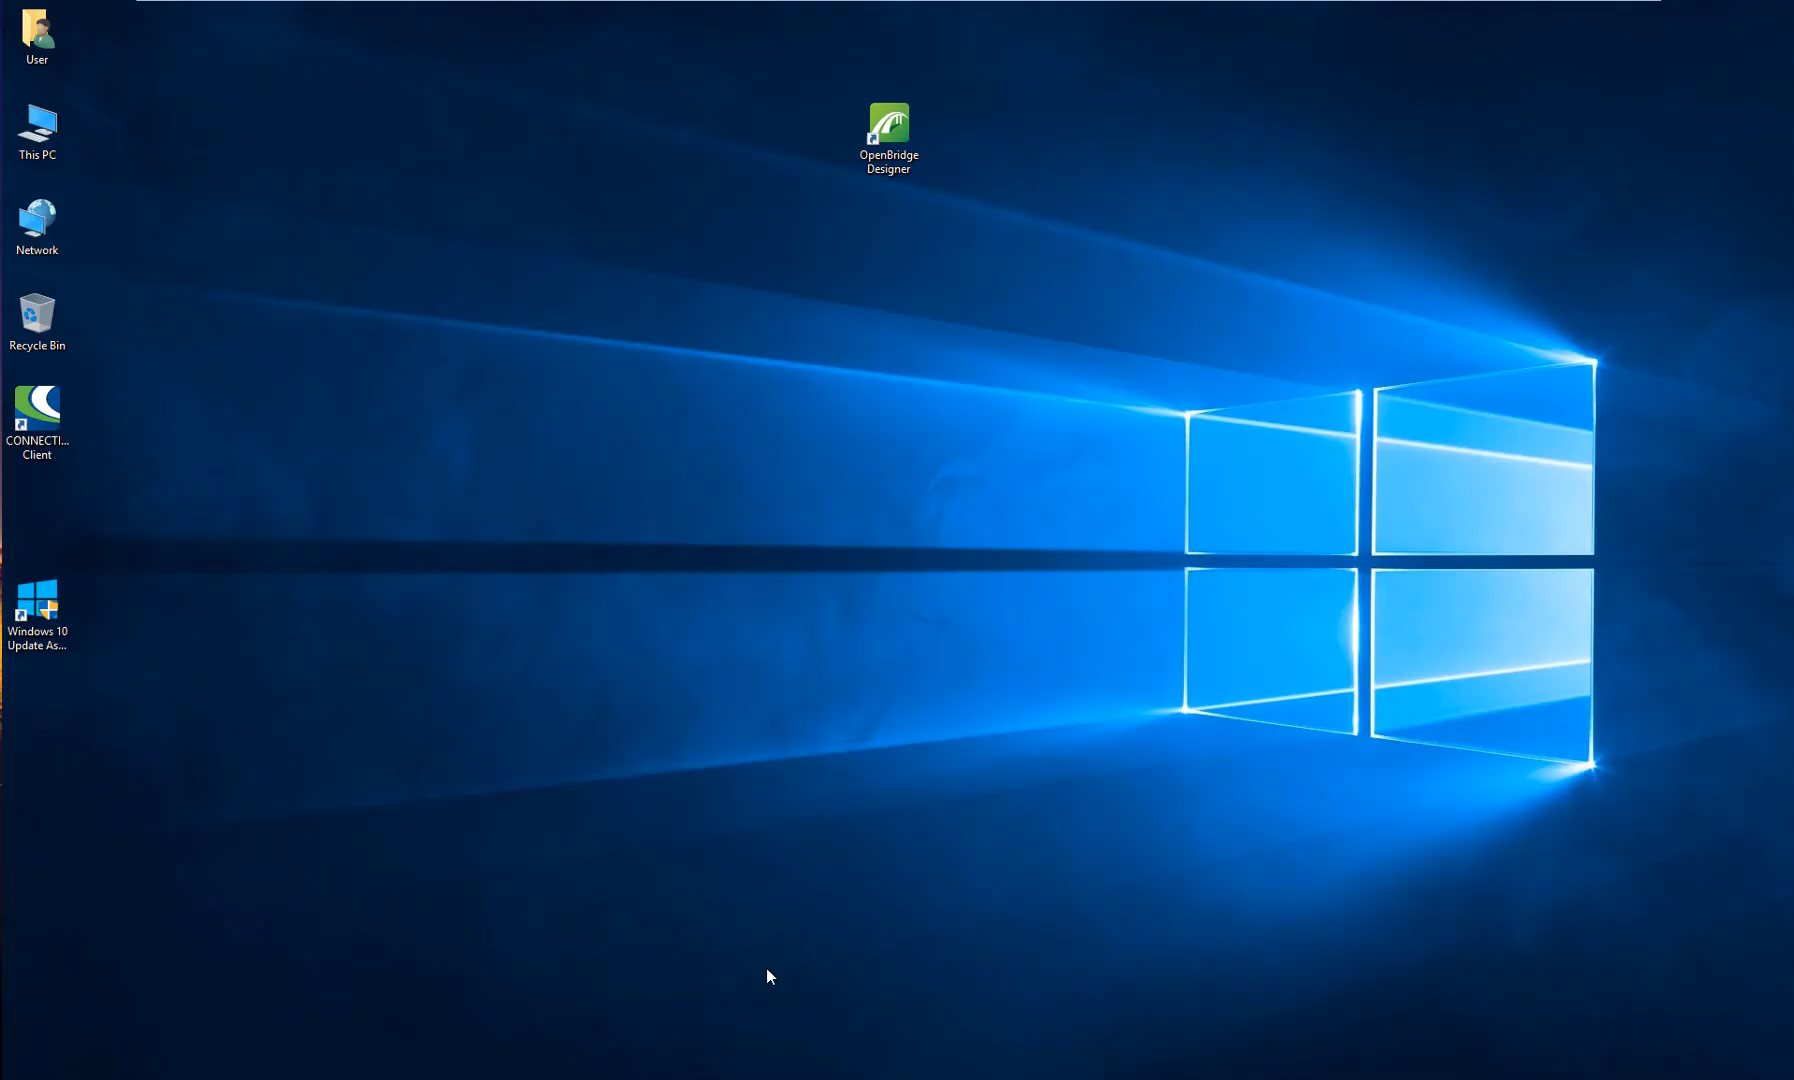 User
This PC
Network
Recycle Bin
CONNECTI...
Client
Windows 10
Update As...
OpenBridge
Designer